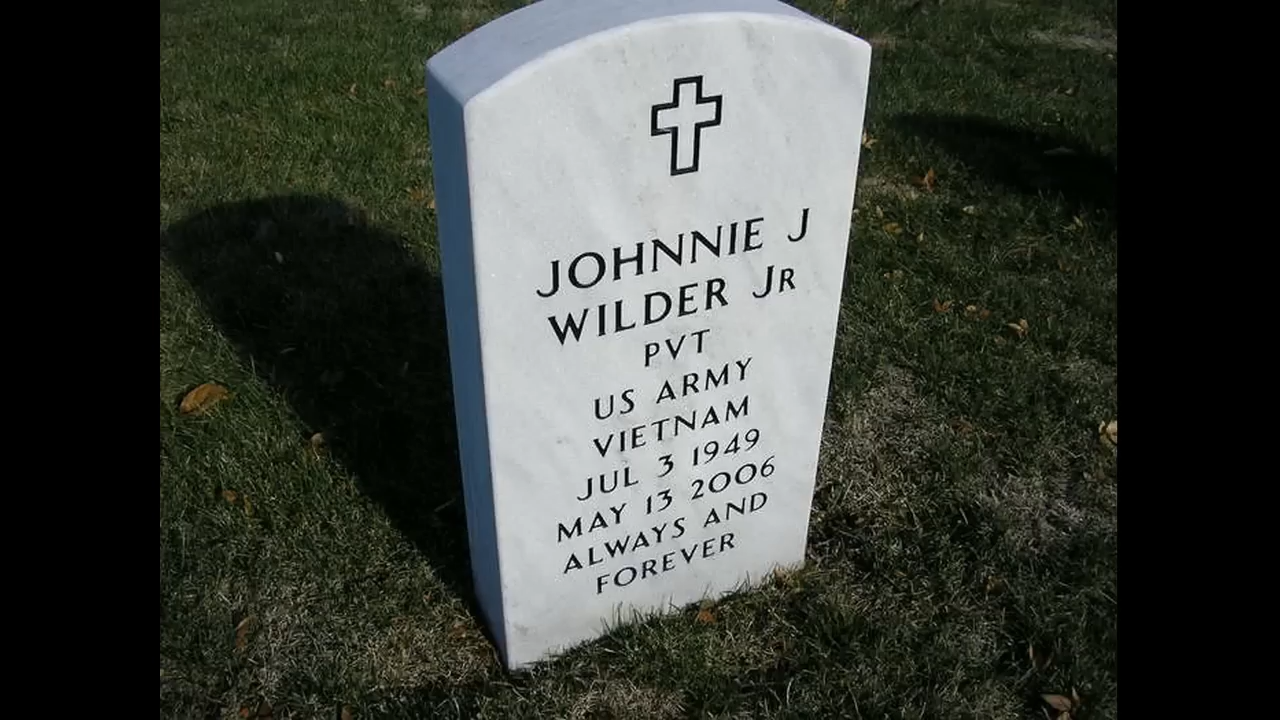 JOHNNIE J
WILDER JR
PVT
US ARMY
VIETNAM
JUL 3 1949
MAY 13 2006
ALWAYS AND
FOREVER